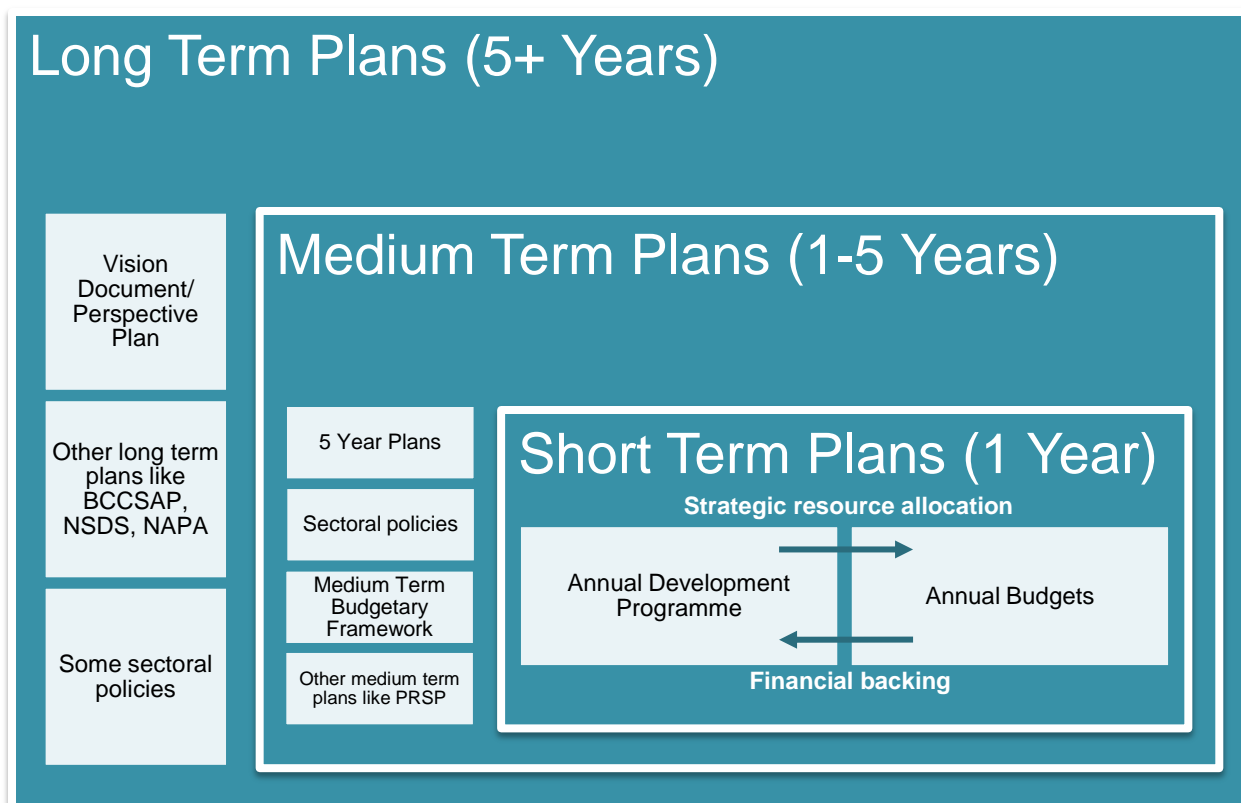 Long Term Plans (5+ Years)
Vision
Document/
Perspective
Plan
Other long term
plans like
BCCSAP,
NSDS, NAPA
Some sectoral
policies
Medium Term Plans (1-5 Years)
5 Year Plans
Sectoral policies
Medium Term
Budgetary
Framework
Other medium term
plans like PRSP
Short Term Plans (1 Year)
Strategic resource allocation
Annual Development
Programme
Annual Budgets
Financial backing